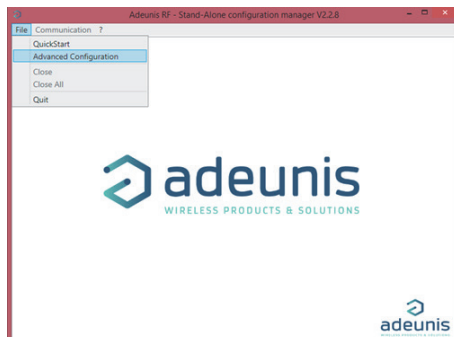 Adeunis RF - Stand-Alone configuration manager V2.2.8
File Communication ?
QuickStart
Advanced Configuration
Close
Close All
Quit
adeunis
WIRELESS PRODUCTS & SOLUTIONS
adeunis
WIRELESS PRODUCTS & SOLUTIONS